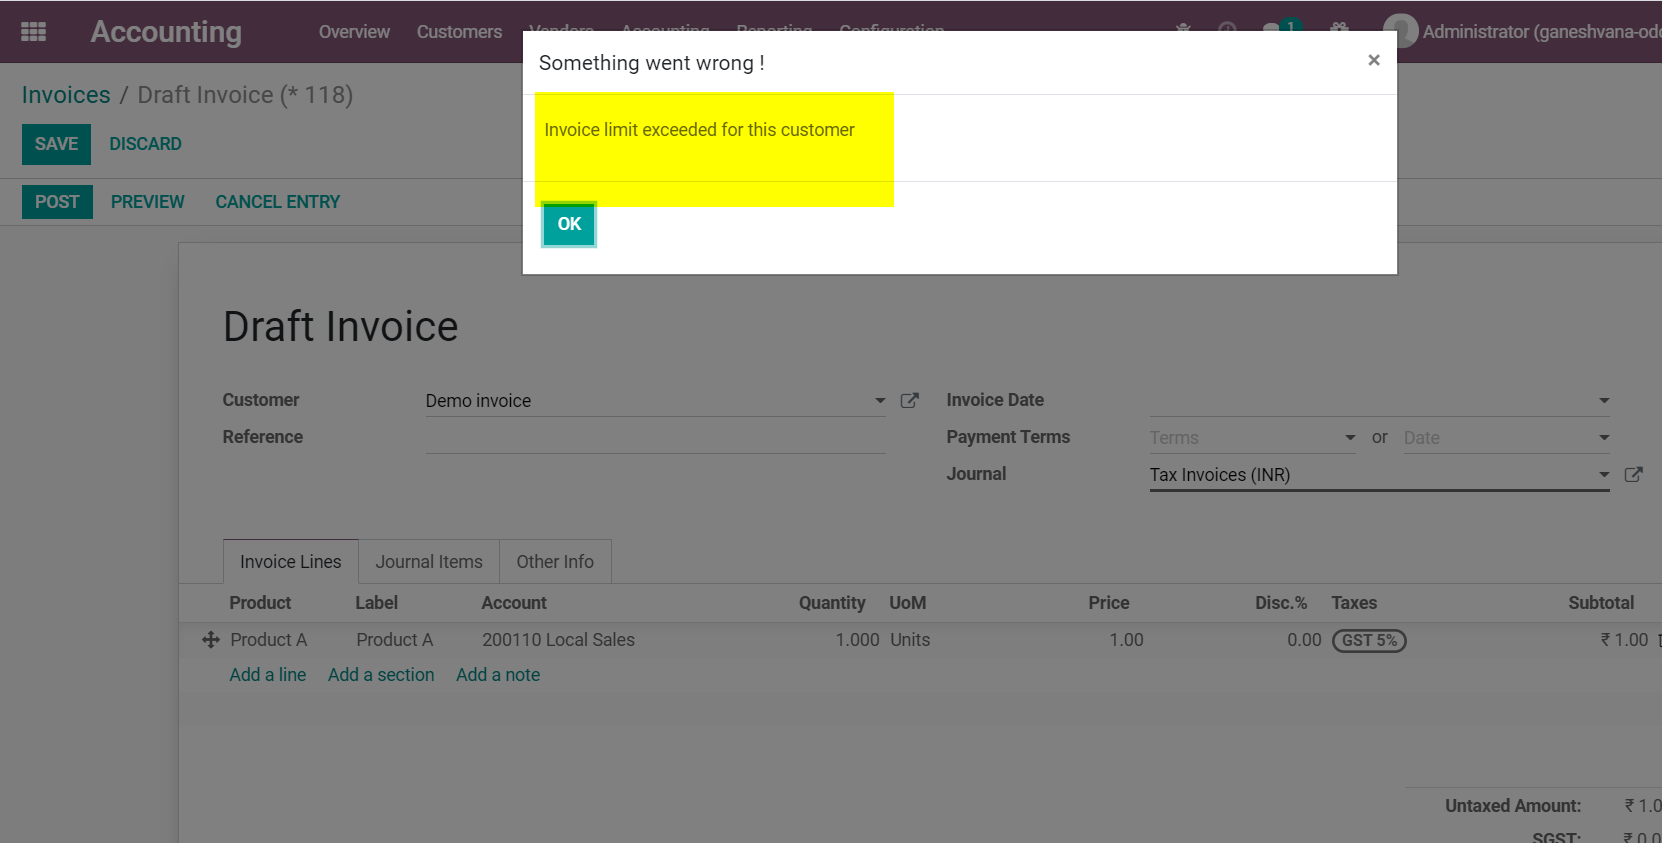 Accounting Overview Customers Vendors Accounting Reporting Configuration 1 Administrator (ganeshvana-odo
Something went wrong ! ×
Invoices / Draft Invoice (* 118)
Invoice limit exceeded for this customer
SAVE DISCARD
POST PREVIEW CANCEL ENTRY
OK
Draft Invoice
Customer Demo invoice Invoice Date
Reference Payment Terms Terms or Date
Journal Tax Invoices (INR)
Invoice Lines Journal Items Other Info
Product Label Account Quantity UoM Price Disc.% Taxes Subtotal
Product A Product A 200110 Local Sales 1.000 Units 1.00 0.00 GST 5% ₹ 1.00
Add a line Add a section Add a note
Untaxed Amount: ₹ 1.0
SGST: ₹ 0.0